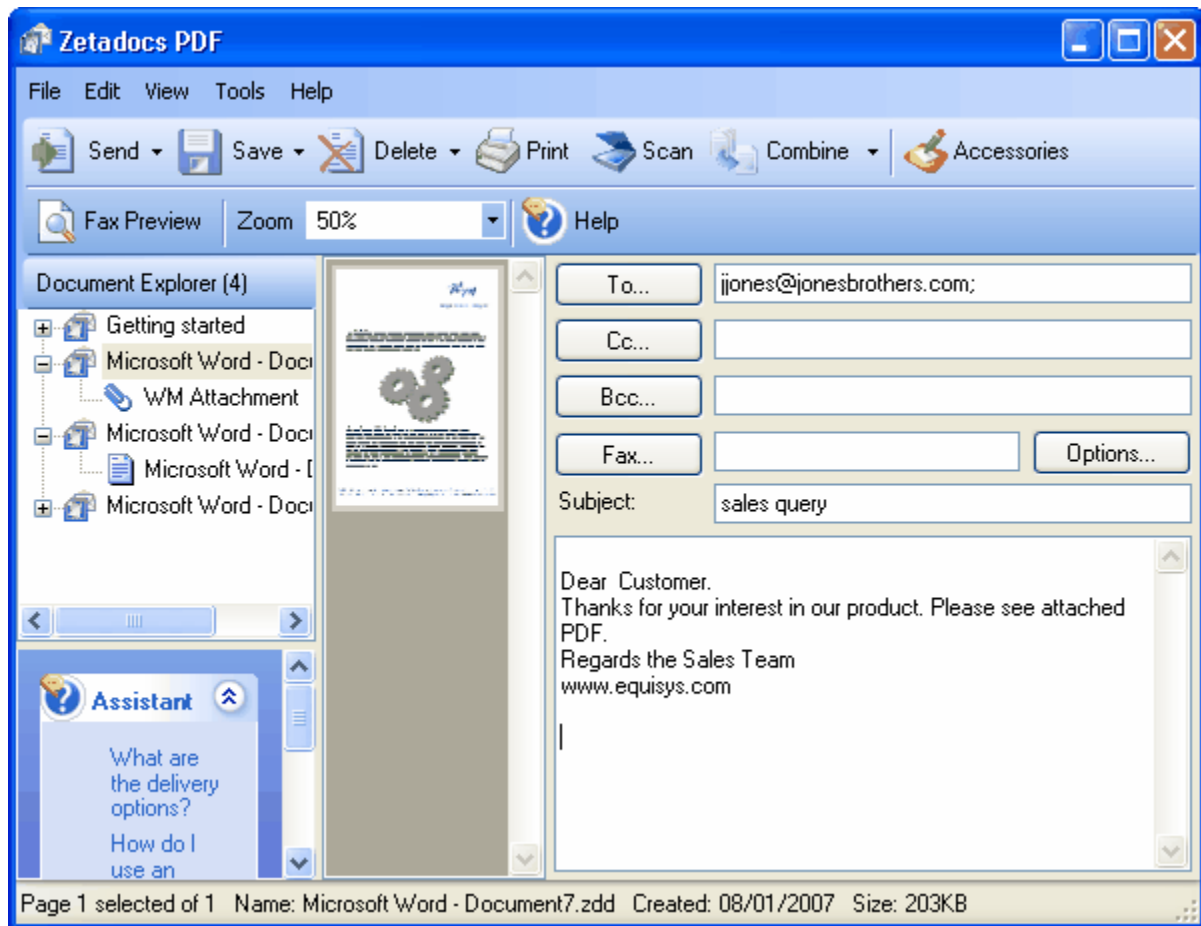 Zetadocs PDF
File Edit View Tools Help
Send Save Delete Print Scan Combine Accessories
Fax Preview Zoom 50% Help
Document Explorer (4)
Getting started
Microsoft Word - Docu
WM Attachment
Microsoft Word - Docu
Microsoft Word - D
Microsoft Word - Docu
Assistant
What are
the delivery
options?
How do I
use an
To... jjones@jonesbrothers.com;
Cc...
Bcc...
Fax... Options...
Subject: sales query
Dear Customer.
Thanks for your interest in our product. Please see attached
PDF.
Regards the Sales Team
www.equisys.com
Page 1 selected of 1 Name: Microsoft Word - Document7.zdd Created: 08/01/2007 Size: 203KB